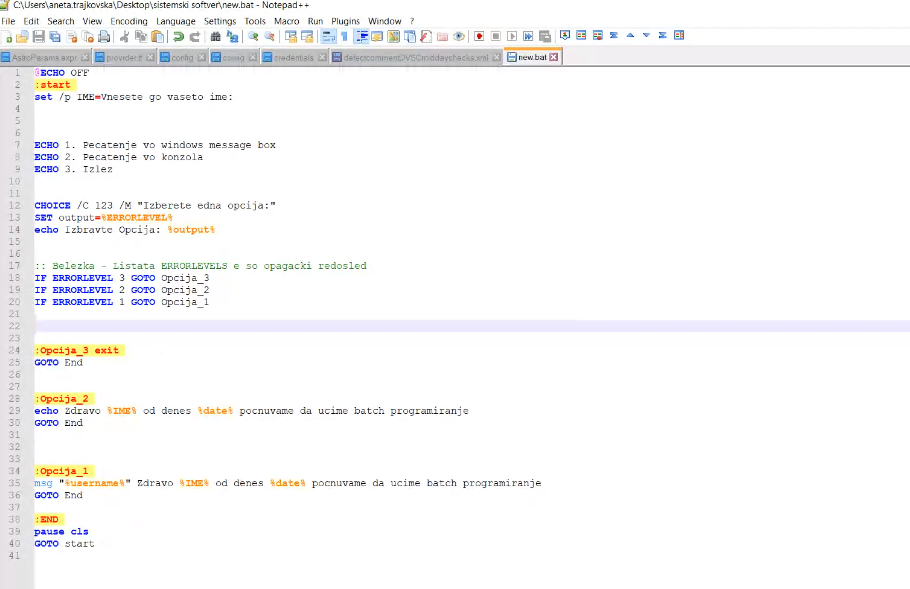 C:\Users\aneta.trajkovska\Desktop\sistemski softver\new.bat - Notepad++
File Edit Search View Encoding Language Settings Tools Macro Run Plugins Window ?
AstroParams.expr provider.tf config cswig credentials new.bat
1 @ECHO OFF
2 :start
3 set /p IME=Vnesete go vaseto ime:
4
5
6
7 ECHO 1. Pecatenje vo windows message box
8 ECHO 2. Pecatenje vo konzola
9 ECHO 3. Izlez
10
11
12 CHOICE /C 123 /M "Izberete edna opcija:"
13 SET output=%ERRORLEVEL%
14 echo Izbravte Opcija: %output%
15
16
17 :: Belezka - Listata ERRORLEVELS e so opagacki redosled
18 IF ERRORLEVEL 3 GOTO Opcija_3
19 IF ERRORLEVEL 2 GOTO Opcija_2
20 IF ERRORLEVEL 1 GOTO Opcija_1
21
22
23
24 :Opcija_3 exit
25 GOTO End
26
27
28 :Opcija_2
29 echo Zdravo %IME% od denes %date% pocnuvame da ucime batch programiranje
30 GOTO End
31
32
33
34 :Opcija_1
35 msg "%username%" Zdravo %IME% od denes %date% pocnuvame da ucime batch programiranje
36 GOTO End
37
38 :END
39 pause cls
40 GOTO start
41